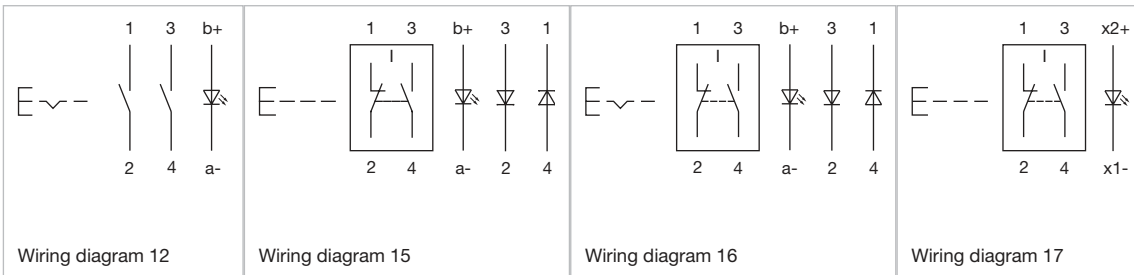 1 3 b+
2 4 a-
Wiring diagram 12
1 3 b+ 3 1
I
2 4 a- 2 4
Wiring diagram 15
1 3 b+ 3 1
I
2 4 a- 2 4
Wiring diagram 16
1 3 x2+
I
2 4 x1-
Wiring diagram 17